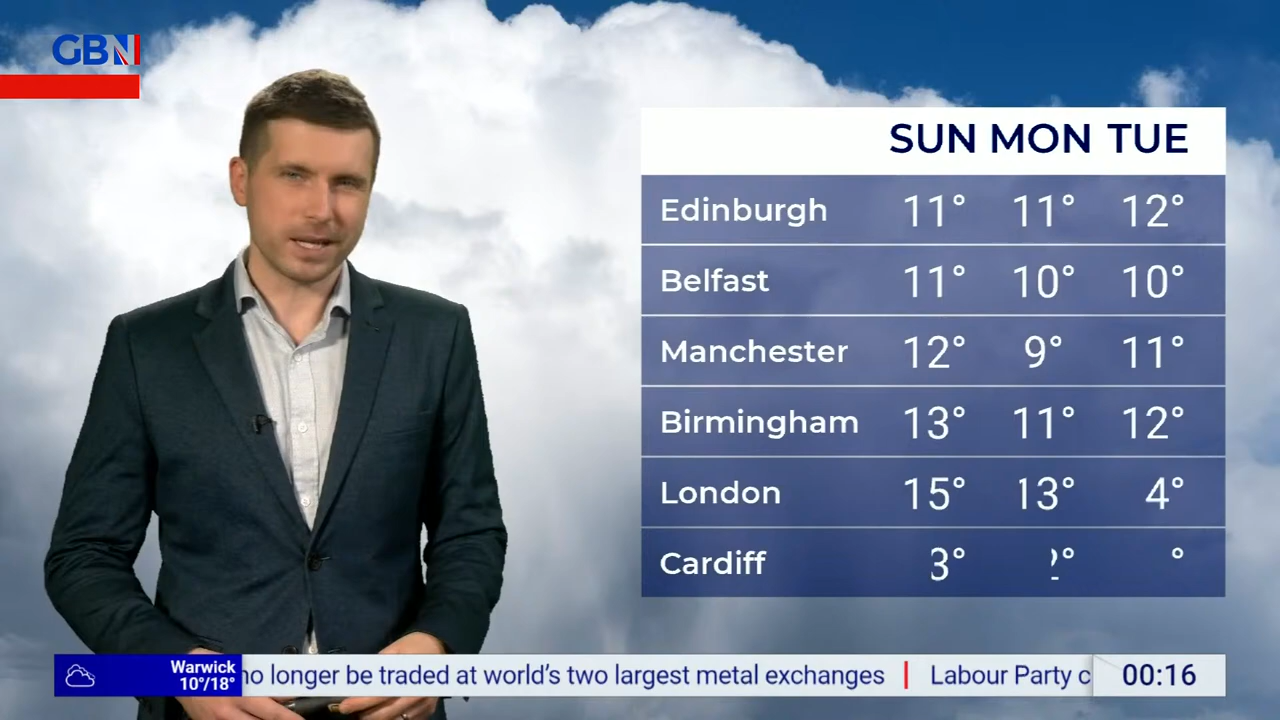 GBN
SUN MON TUE
Edinburgh 11° 11° 12°
Belfast 11° 10° 10°
Manchester 12° 9° 11°
Birmingham 13° 11° 12°
London 15° 13° 4°
Cardiff 3° °  °
Warwick
10°/18°
no longer be traded at world's two largest metal exchanges | Labour Party c
00:16